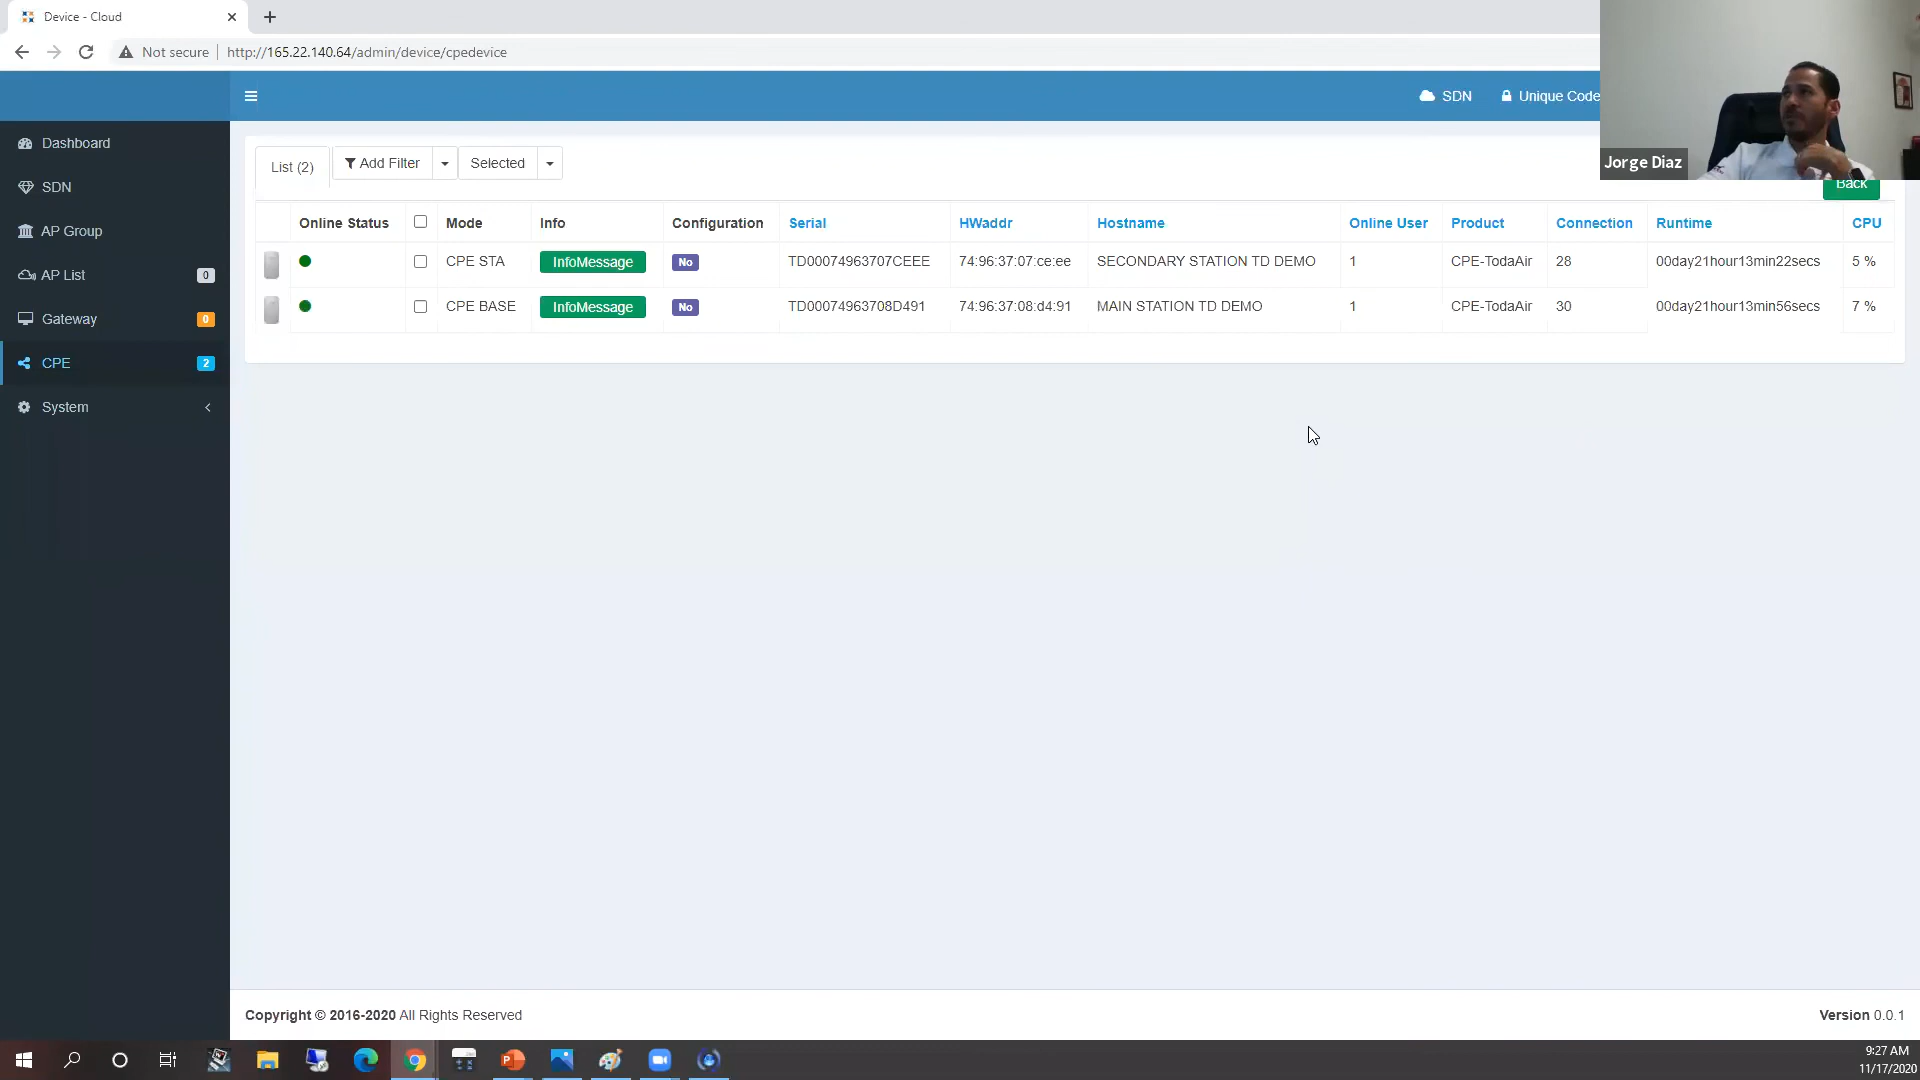 Device - Cloud
Not secure http://165.22.140.64/admin/device/cpedevice
SDN Unique Code
Jorge Diaz
Dashboard
SDN
AP Group
AP List 0
Gateway 0
CPE 2
System
List (2) Add Filter Selected
Back
Online Status Mode Info Configuration Serial HWaddr Hostname Online User Product Connection Runtime CPU
CPE STA InfoMessage No TD00074963707CEEE 74:96:37:07:ce:ee SECONDARY STATION TD DEMO 1 CPE-TodaAir 28 00day21hour13min22secs 5 %
CPE BASE InfoMessage No TD00074963708D491 74:96:37:08:d4:91 MAIN STATION TD DEMO 1 CPE-TodaAir 30 00day21hour13min56secs 7 %
Copyright © 2016-2020 All Rights Reserved
Version 0.0.1
9:27 AM
11/17/2020